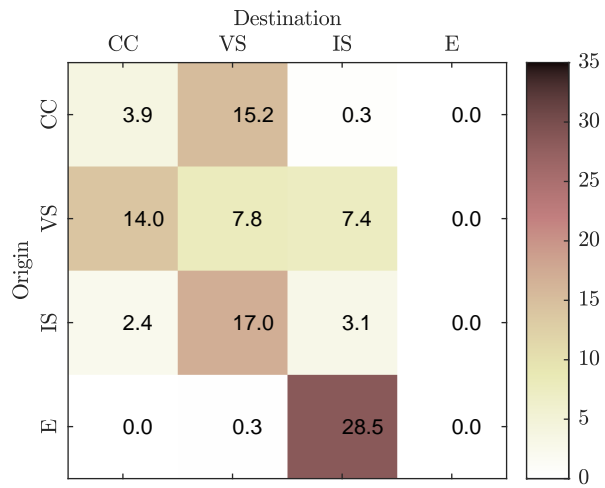 Destination
CC VS IS E
Origin
CC 3.9 15.2 0.3 0.0
VS 14.0 7.8 7.4 0.0
IS 2.4 17.0 3.1 0.0
E 0.0 0.3 28.5 0.0
35
30
25
20
15
10
5
0